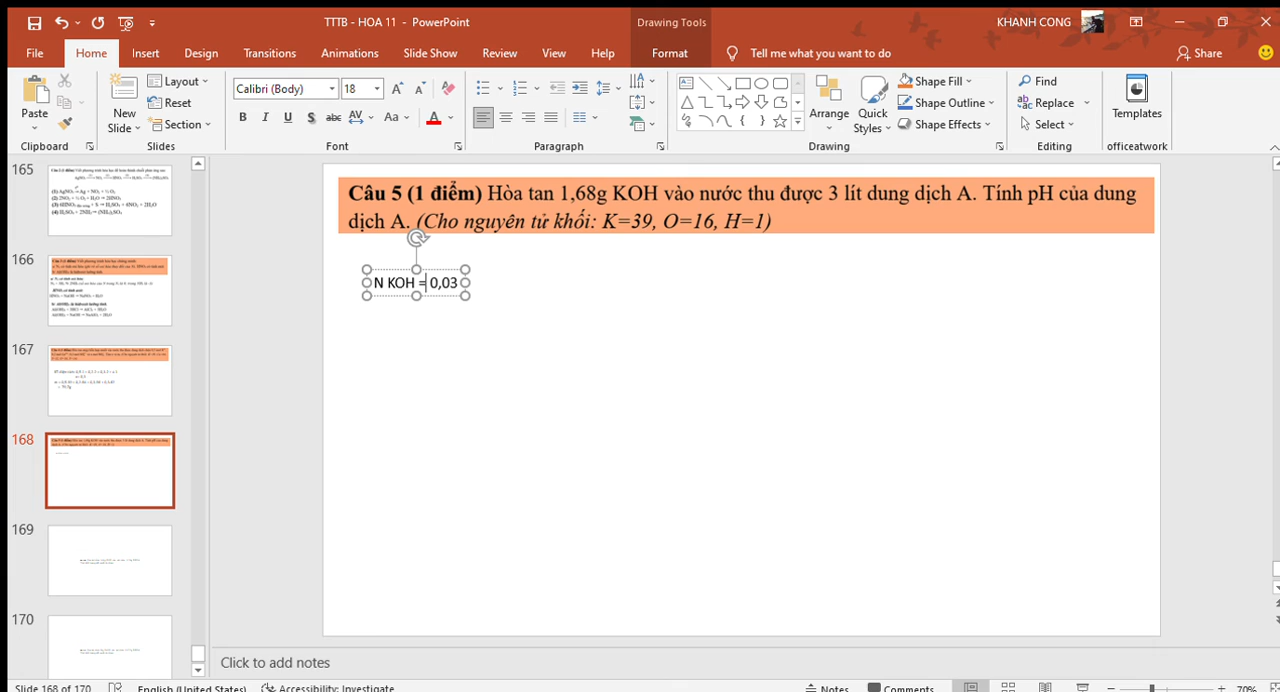 TTTB - HOA 11 - PowerPoint
Drawing Tools
KHANH CONG
File Home Insert Design Transitions Animations Slide Show Review View Help Format Tell me what you want to do Share
Paste
New
Slide
Layout
Reset
Section
Calibri (Body) 18
B I U S abc AV Aa A
Arrange
Quick
Styles
Shape Fill
Shape Outline
Shape Effects
Find
Replace
Select
Templates
Clipboard Slides Font Paragraph Drawing Editing officeatwork
165
166
167
168
169
170
Câu 5 (1 điểm) Hòa tan 1,68g KOH vào nước thu được 3 lít dung dịch A. Tính pH của dung
dịch A. (Cho nguyên tử khối: K=39, O=16, H=1)
N KOH = 0,03
Click to add notes
Slide 168 of 170 English (United States) Accessibility: Investigate Notes Comments 70%